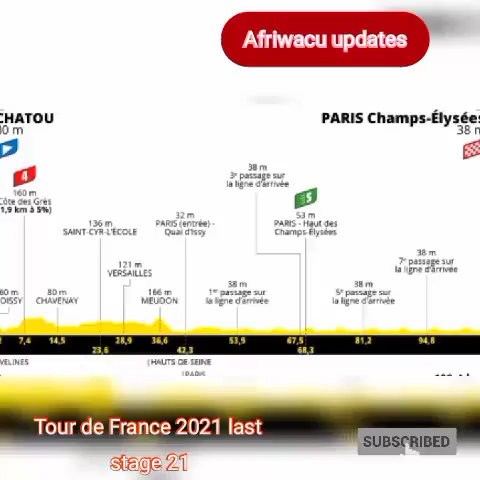 Afriwacu updates
CHATOU
PARIS Champs-Élysées
38 m
4
160 m
Côte des Grès
1,9 km à 5%)
38 m
3e passage sur
la ligne d'arrivée
S
53 m
PARIS - Haut des
Champs-Élysées
136 m
SAINT-CYR-L'ÉCOLE
32 m
PARIS (entrée) -
Quai d'Issy
121 m
VERSAILLES
38 m
7e passage sur
la ligne d'arrivée
80 m
CHAVENAY
166 m
MEUDON
38 m
1er passage sur
la ligne d'arrivée
38 m
5e passage sur
la ligne d'arrivée
7,4 14,5 28,9 36,6 53,9 67,5 81,2 94,8
23,6 42,3 68,3
VELINES (HAUTS-DE-SEINE
PARIS
Tour de France 2021 last
stage 21
SUBSCRIBED